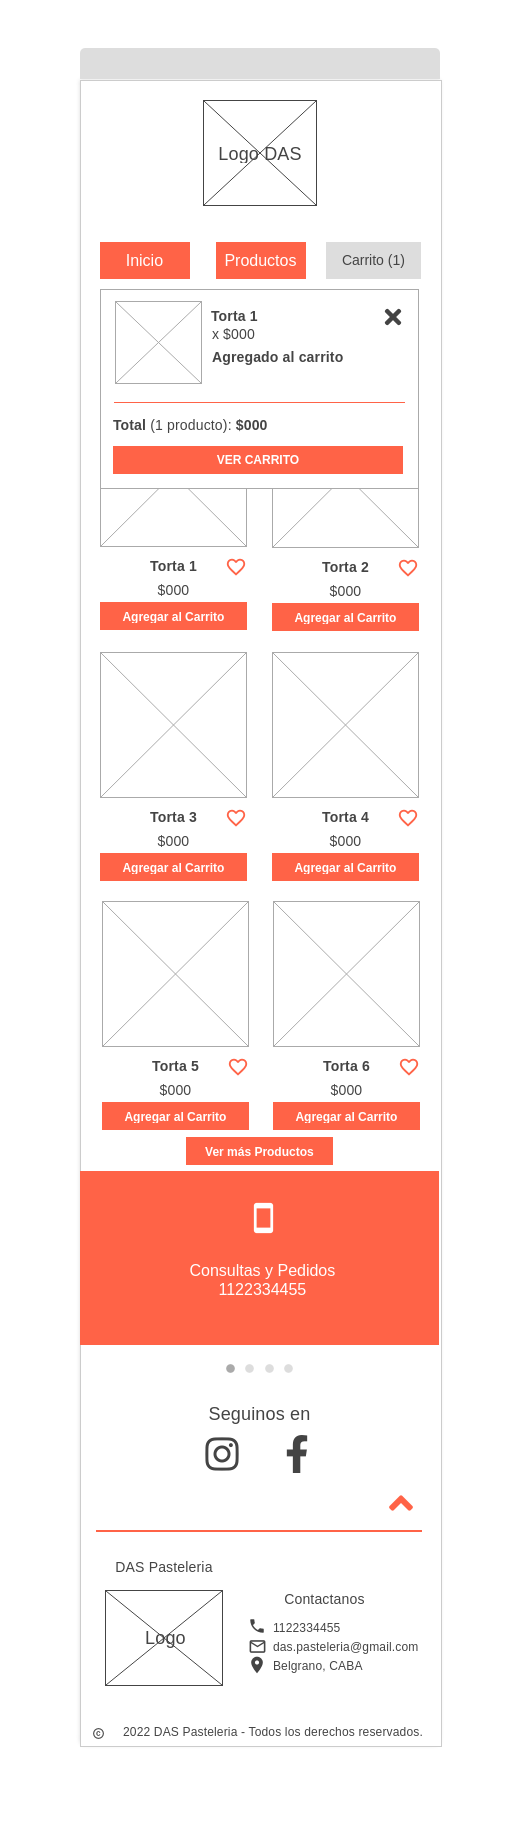 Logo DAS
Inicio Productos Carrito (1)
Torta 1
x $000
Agregado al carrito
Total (1 producto): $000
VER CARRITO
Torta 1 Torta 2
$000 $000
Agregar al Carrito Agregar al Carrito
Torta 3 Torta 4
$000 $000
Agregar al Carrito Agregar al Carrito
Torta 5 Torta 6
$000 $000
Agregar al Carrito Agregar al Carrito
Ver más Productos
Consultas y Pedidos
1122334455
Seguinos en
DAS Pasteleria
Logo
Contactanos
1122334455
das.pasteleria@gmail.com
Belgrano, CABA
© 2022 DAS Pasteleria - Todos los derechos reservados.